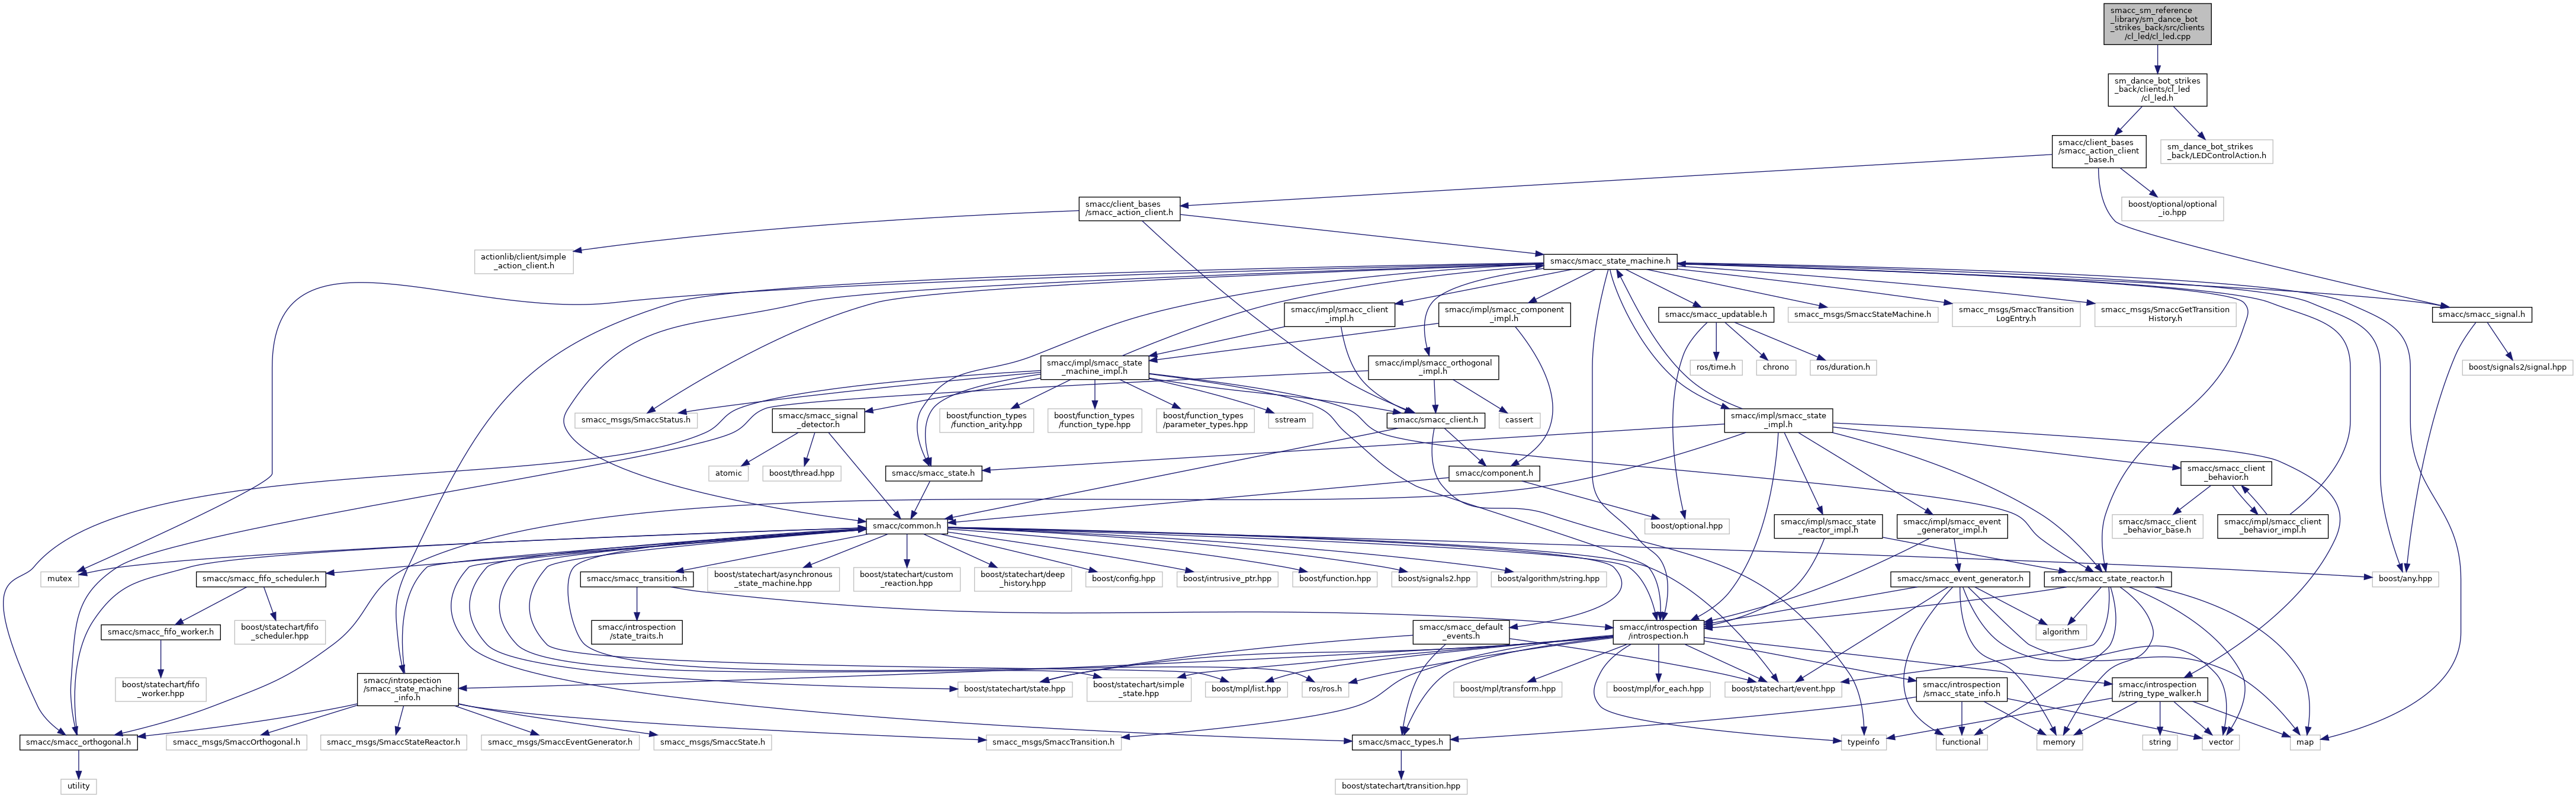 smacc_sm_reference
_library/sm_dance_bot
_strikes_back/src/clients
/cl_led/cl_led.cpp
sm_dance_bot_strikes
_back/clients/cl_led
/cl_led.h
smacc/client_bases
/smacc_action_client
_base.h
sm_dance_bot_strikes
_back/LEDControlAction.h
smacc/client_bases
/smacc_action_client.h
boost/optional/optional
_io.hpp
actionlib/client/simple
_action_client.h
smacc/smacc_state_machine.h
smacc/impl/smacc_client
_impl.h
smacc/impl/smacc_component
_impl.h
smacc/smacc_updatable.h
smacc_msgs/SmaccStateMachine.h
smacc_msgs/SmaccTransition
LogEntry.h
smacc_msgs/SmaccGetTransition
History.h
smacc/smacc_signal.h
smacc/impl/smacc_state
_machine_impl.h
smacc/impl/smacc_orthogonal
_impl.h
ros/time.h
chrono
ros/duration.h
boost/signals2/signal.hpp
smacc_msgs/SmaccStatus.h
smacc/smacc_signal
_detector.h
boost/function_types
/function_arity.hpp
boost/function_types
/function_type.hpp
boost/function_types
/parameter_types.hpp
sstream
smacc/smacc_client.h
cassert
smacc/impl/smacc_state
_impl.h
atomic
boost/thread.hpp
smacc/smacc_state.h
smacc/component.h
smacc/smacc_client
_behavior.h
smacc/common.h
boost/optional.hpp
smacc/impl/smacc_state
_reactor_impl.h
smacc/impl/smacc_event
_generator_impl.h
smacc/smacc_client
_behavior_base.h
smacc/impl/smacc_client
_behavior_impl.h
mutex
smacc/smacc_fifo_scheduler.h
smacc/smacc_transition.h
boost/statechart/asynchronous
_state_machine.hpp
boost/statechart/custom
_reaction.hpp
boost/statechart/deep
_history.hpp
boost/config.hpp
boost/intrusive_ptr.hpp
boost/function.hpp
boost/signals2.hpp
boost/algorithm/string.hpp
smacc/smacc_event_generator.h
smacc/smacc_state_reactor.h
boost/any.hpp
smacc/smacc_fifo_worker.h
boost/statechart/fifo
_scheduler.hpp
smacc/introspection
/state_traits.h
smacc/smacc_default
_events.h
smacc/introspection
/introspection.h
algorithm
boost/statechart/fifo
_worker.hpp
smacc/introspection
/smacc_state_machine
_info.h
boost/statechart/state.hpp
boost/statechart/simple
_state.hpp
boost/mpl/list.hpp
ros/ros.h
boost/mpl/transform.hpp
boost/mpl/for_each.hpp
boost/statechart/event.hpp
smacc/introspection
/smacc_state_info.h
smacc/introspection
/string_type_walker.h
smacc/smacc_orthogonal.h
smacc_msgs/SmaccOrthogonal.h
smacc_msgs/SmaccStateReactor.h
smacc_msgs/SmaccEventGenerator.h
smacc_msgs/SmaccState.h
smacc_msgs/SmaccTransition.h
smacc/smacc_types.h
typeinfo
functional
memory
string
vector
map
utility
boost/statechart/transition.hpp